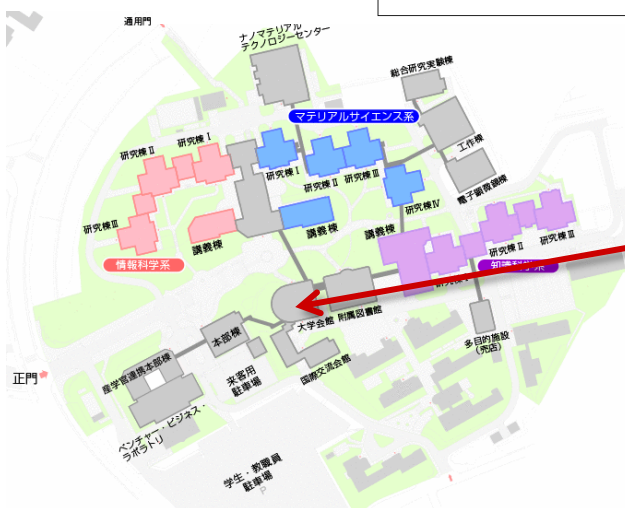 通用門
ナノマテリアル
テクノロジーセンター
総合研究実験棟
マテリアルサイエンス系
工作棟
電子顕微鏡棟
研究棟Ⅰ
研究棟Ⅱ
研究棟Ⅲ
研究棟Ⅰ
研究棟Ⅱ
研究棟Ⅲ
研究棟Ⅳ
講義棟
講義棟
講義棟
研究棟Ⅱ
研究棟Ⅲ
情報科学系
知識科学系
大学会館
附属図書館
本部棟
多目的施設
(売店)
国際交流会館
来客用
駐車場
産学官連携本部棟
正門
ベンチャー・ビジネス・
ラボラトリ
学生・教職員
駐車場
P